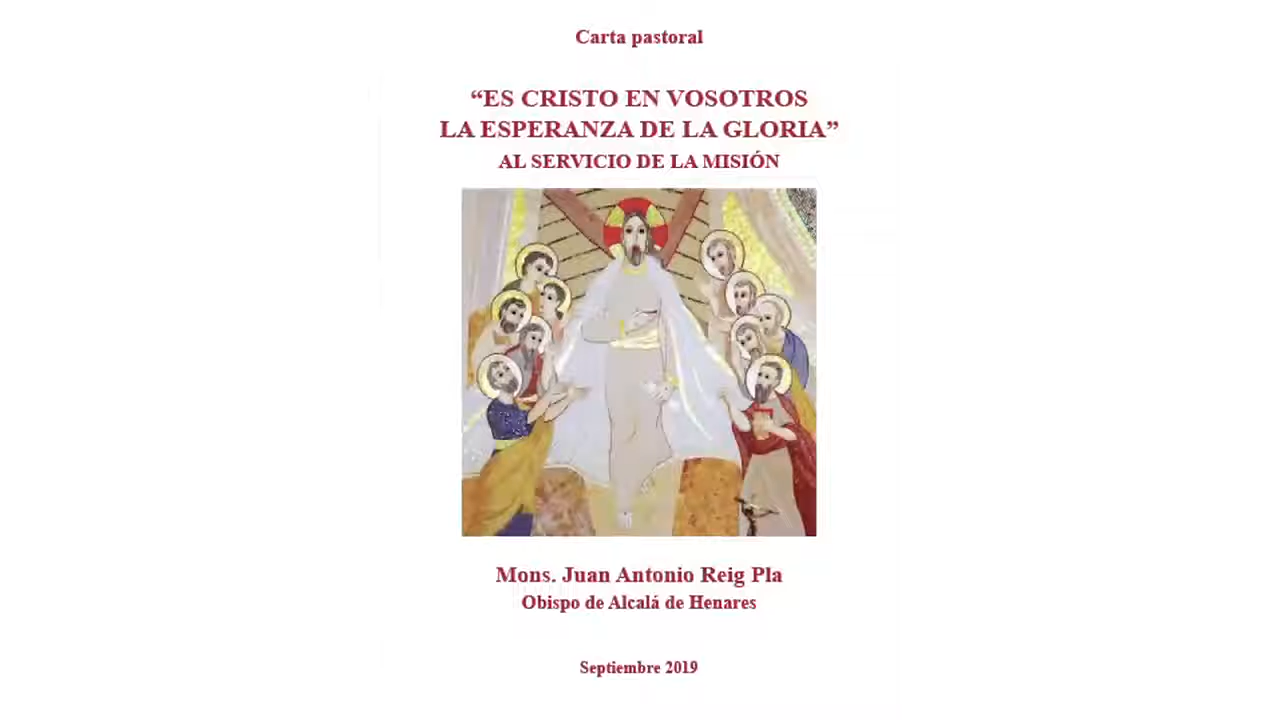 Carta pastoral
“ES CRISTO EN VOSOTROS
LA ESPERANZA DE LA GLORIA”
AL SERVICIO DE LA MISIÓN
Mons. Juan Antonio Reig Pla
Obispo de Alcalá de Henares
Septiembre 2019